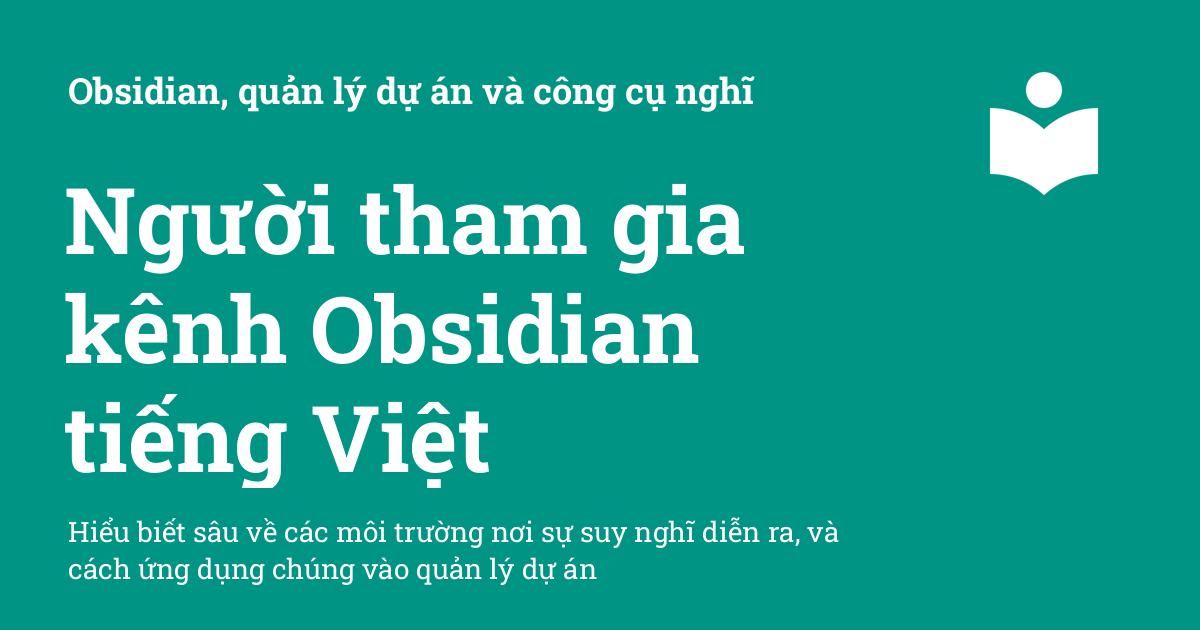 Obsidian, quản lý dự án và công cụ nghĩ
Người tham gia
kênh Obsidian
tiếng Việt
Hiểu biết sâu về các môi trường nơi sự suy nghĩ diễn ra, và
cách ứng dụng chúng vào quản lý dự án